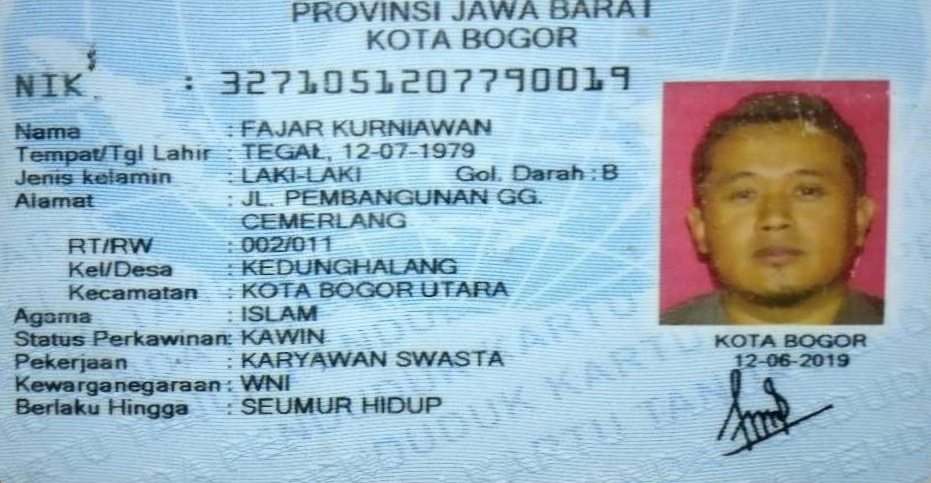 PROVINSI JAWA BARAT
KOTA BOGOR
NIK : 3271051207790019
Nama : FAJAR KURNIAWAN
Tempat/Tgl Lahir : TEGAL, 12-07-1979
Jenis kelamin : LAKI-LAKI Gol. Darah : B
Alamat : JL. PEMBANGUNAN GG.
CEMERLANG
RT/RW : 002/011
Kel/Desa : KEDUNGHALANG
Kecamatan : KOTA BOGOR UTARA
Agama : ISLAM
Status Perkawinan: KAWIN
Pekerjaan : KARYAWAN SWASTA
Kewarganegaraan : WNI
Berlaku Hingga : SEUMUR HIDUP
KOTA BOGOR
12-06-2019